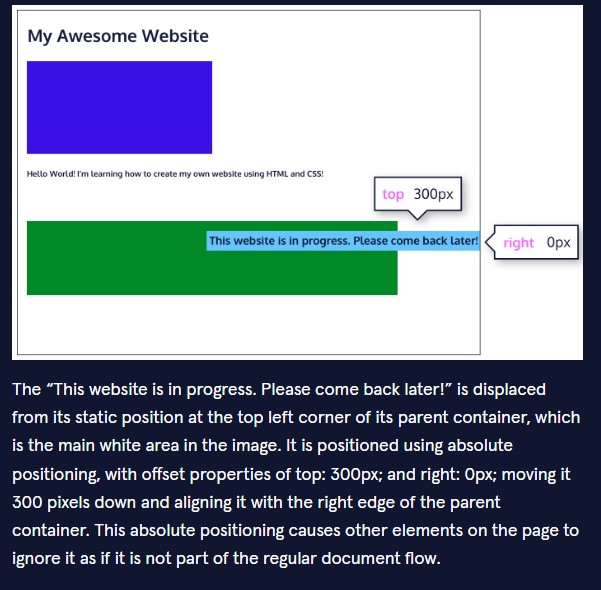 My Awesome Website
Hello World! I'm learning how to create my own website using HTML and CSS!
top 300px
This website is in progress. Please come back later!
right 0px
The “This website is in progress. Please come back later!” is displaced
from its static position at the top left corner of its parent container, which
is the main white area in the image. It is positioned using absolute
positioning, with offset properties of top: 300px; and right: 0px; moving it
300 pixels down and aligning it with the right edge of the parent
container. This absolute positioning causes other elements on the page to
ignore it as if it is not part of the regular document flow.